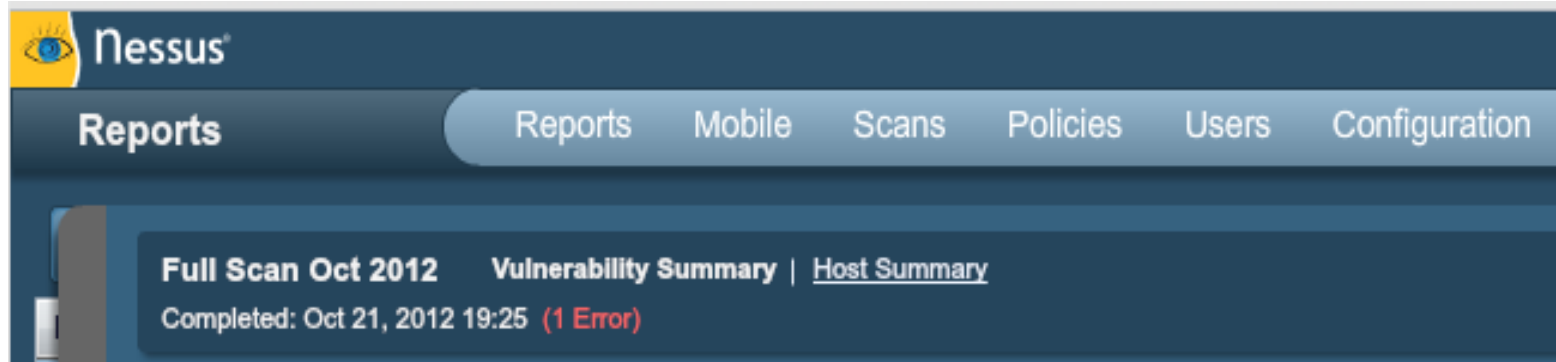 Nessus®
Reports
Reports Mobile Scans Policies Users Configuration
Full Scan Oct 2012 Vulnerability Summary | Host Summary
Completed: Oct 21, 2012 19:25 (1 Error)